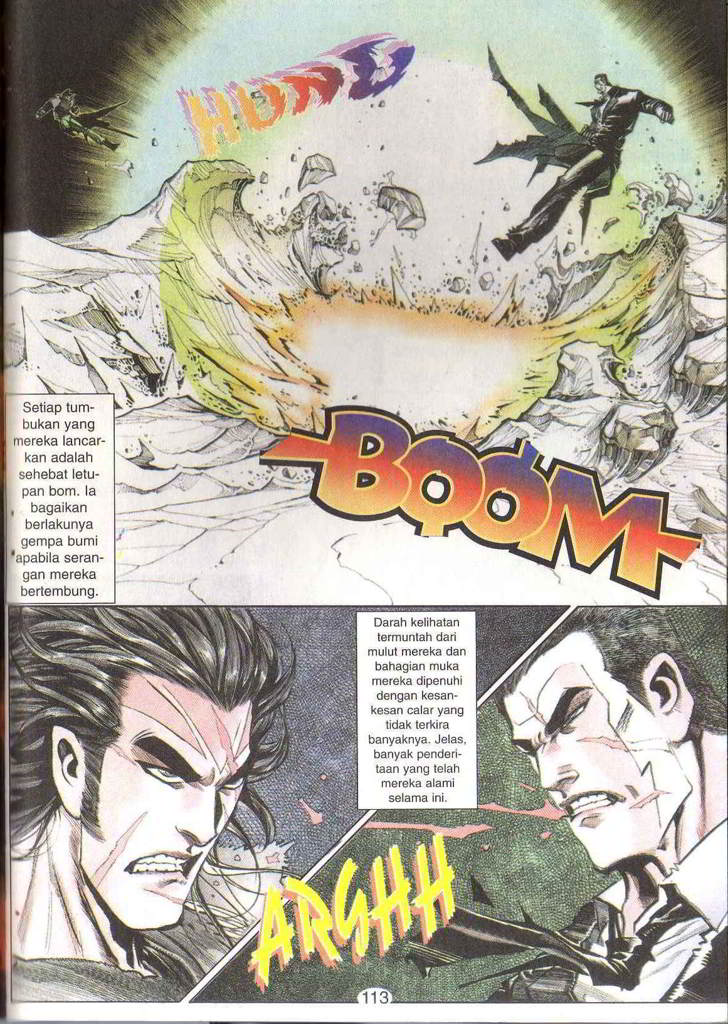 HUNG
Setiap tum-
bukan yang
mereka lancar-
kan adalah
sehebat letu-
pan bom. Ia
bagaikan
berlakunya
gempa bumi
apabila seran-
gan mereka
bertembung.
BOOM
Darah kelihatan
termuntah dari
mulut mereka dan
bahagian muka
mereka dipenuhi
dengan kesan-
kesan calar yang
tidak terkira
banyaknya. Jelas,
banyak penderi-
taan yang telah
mereka alami
selama ini.
ARGHH
113